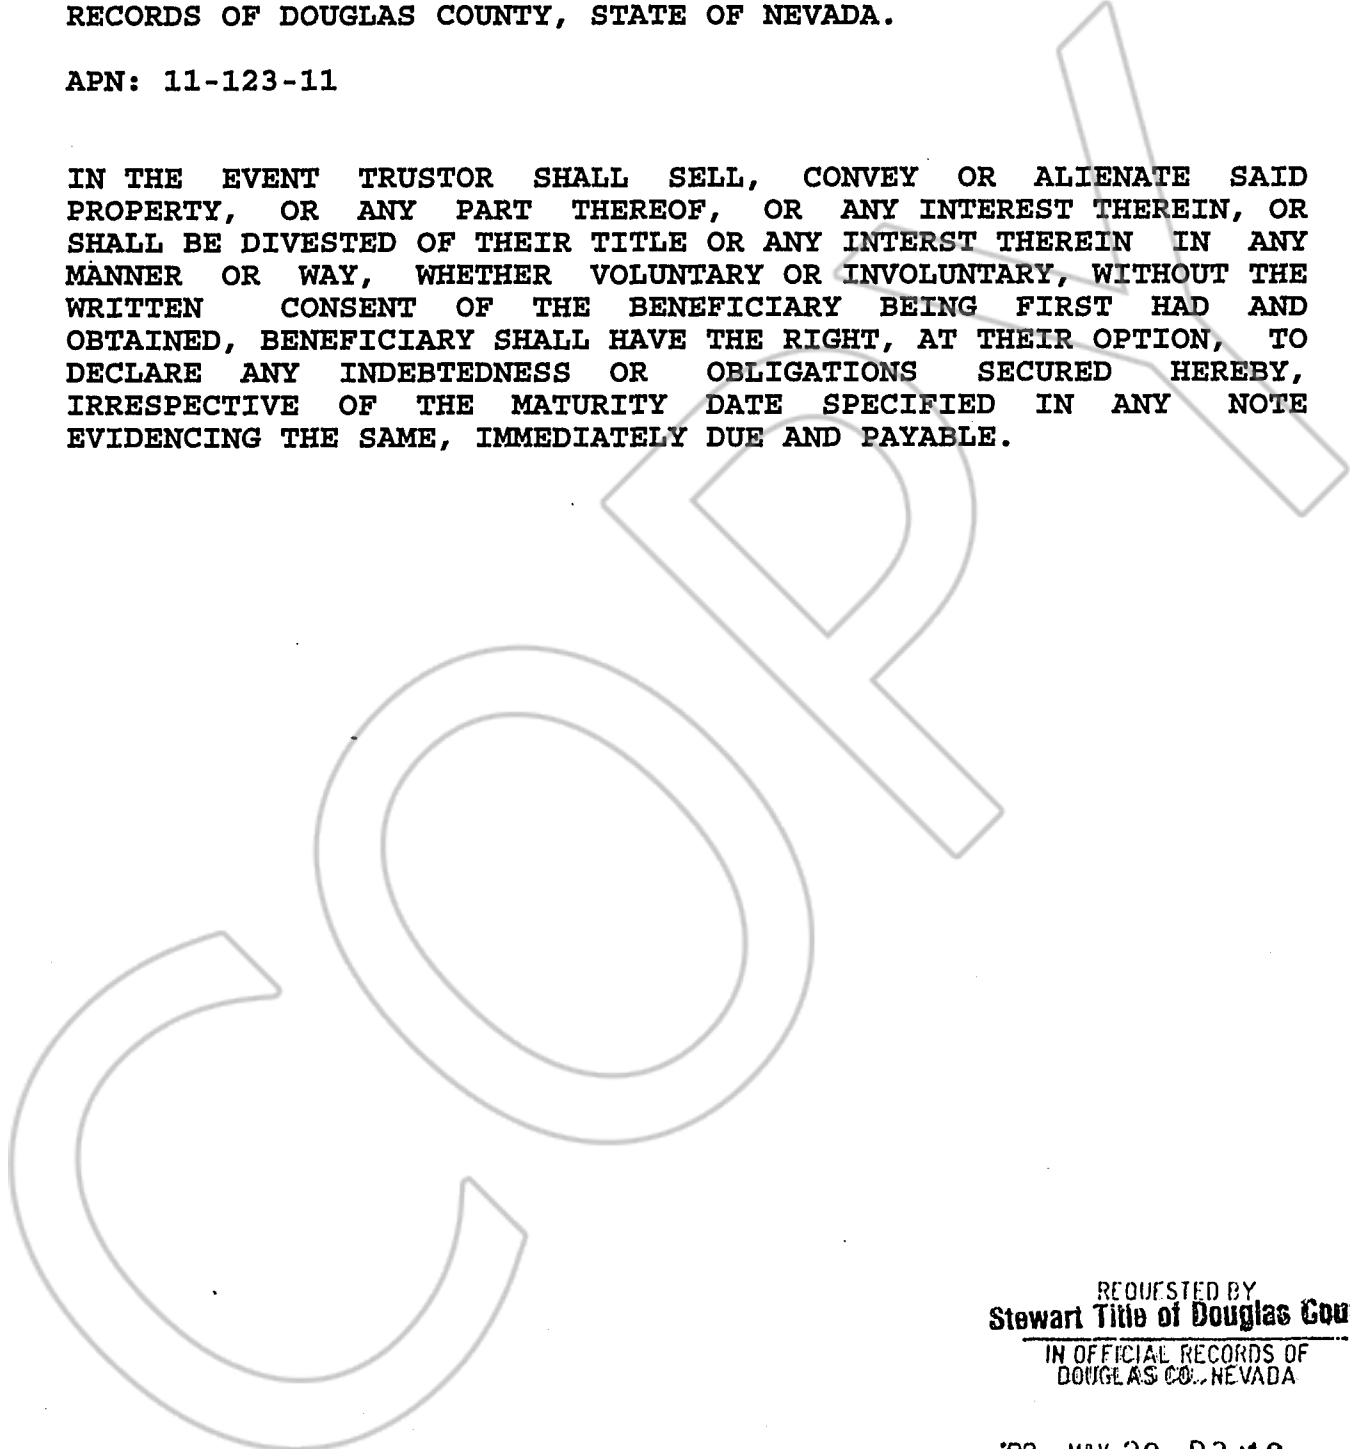 RECORDS OF DOUGLAS COUNTY, STATE OF NEVADA.
APN: 11-123-11
IN THE EVENT TRUSTOR SHALL SELL, CONVEY OR ALIENATE SAID
PROPERTY, OR ANY PART THEREOF, OR ANY INTEREST THEREIN, OR
SHALL BE DIVESTED OF THEIR TITLE OR ANY INTERST THEREIN IN ANY
MANNER OR WAY, WHETHER VOLUNTARY OR INVOLUNTARY, WITHOUT THE
WRITTEN CONSENT OF THE BENEFICIARY BEING FIRST HAD AND
OBTAINED, BENEFICIARY SHALL HAVE THE RIGHT, AT THEIR OPTION, TO
DECLARE ANY INDEBTEDNESS OR OBLIGATIONS SECURED HEREBY,
IRRESPECTIVE OF THE MATURITY DATE SPECIFIED IN ANY NOTE
EVIDENCING THE SAME, IMMEDIATELY DUE AND PAYABLE.
COPY
REQUESTED BY
Stewart Title of Douglas Cou
IN OFFICIAL RECORDS OF
DOUGLAS CO., NEVADA
MAY